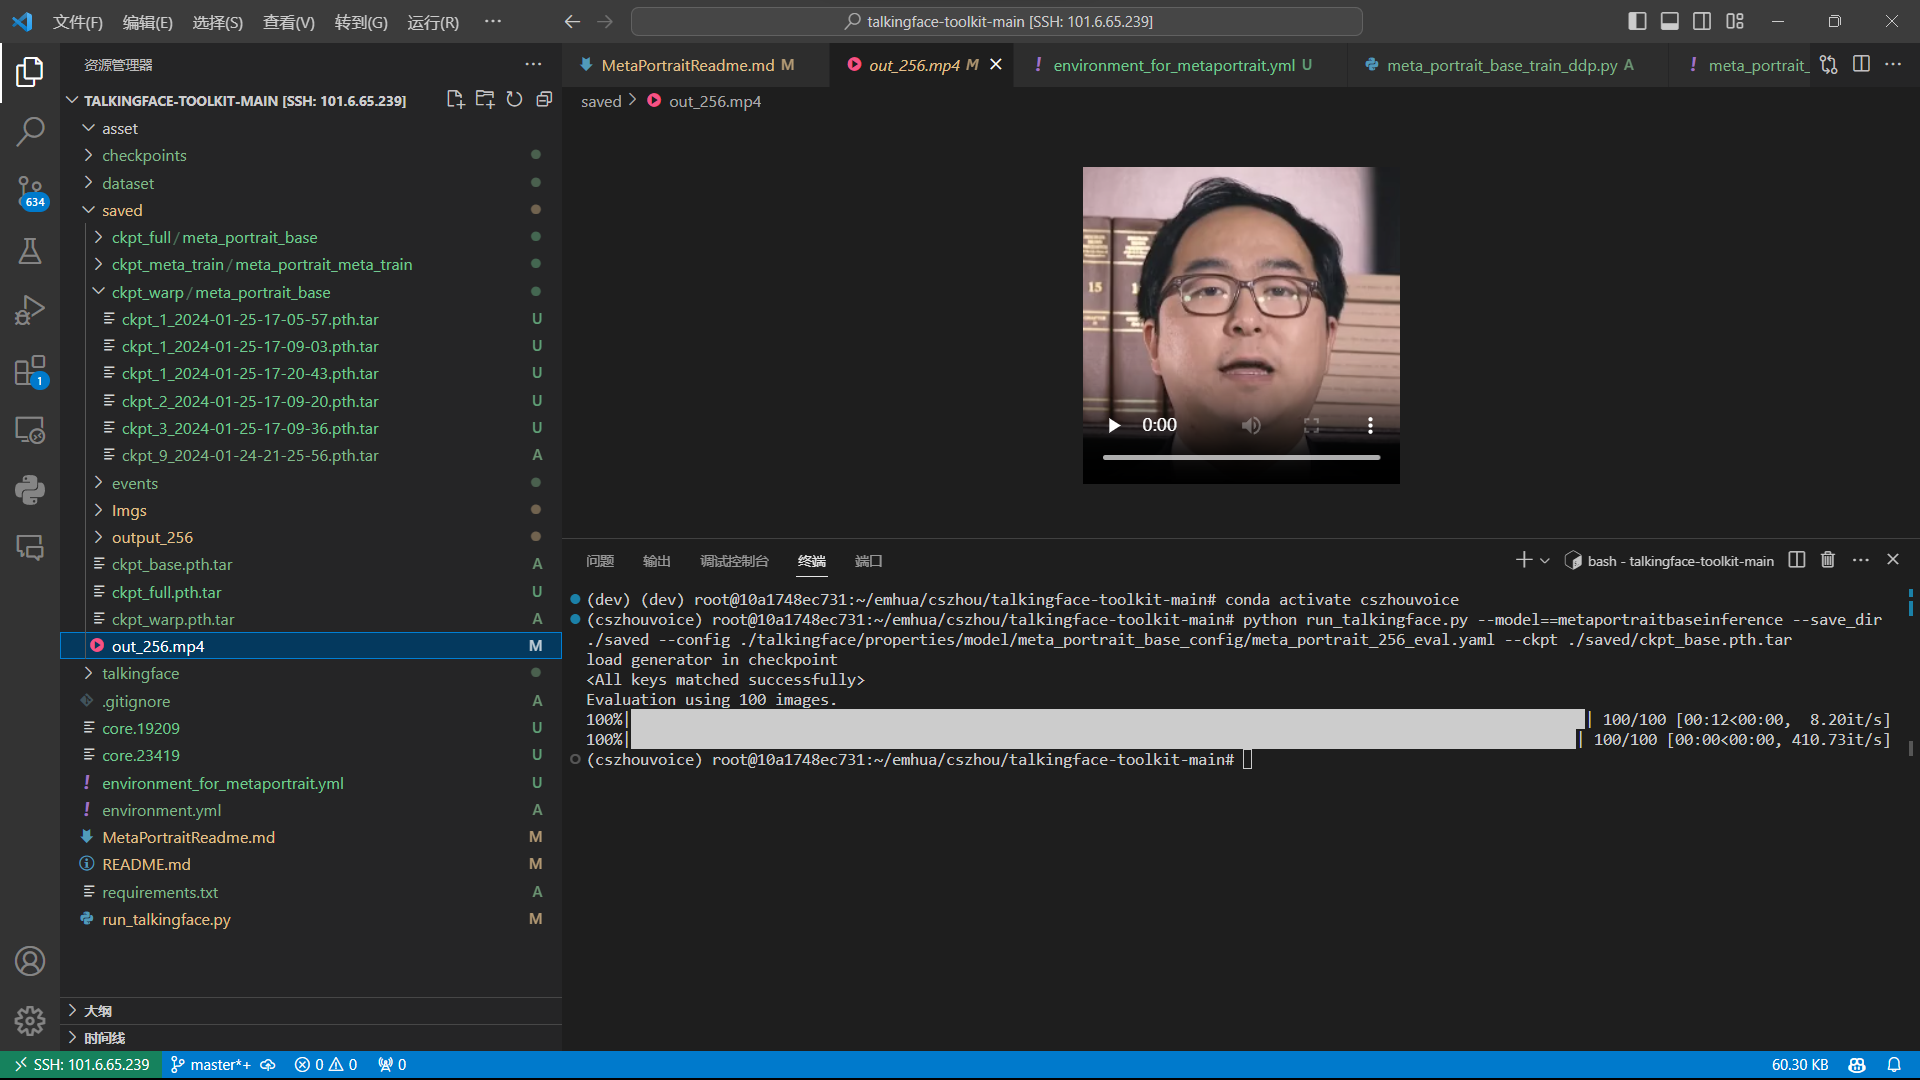 文件(F) 编辑(E) 选择(S) 查看(V) 转到(G) 运行(R) ···
talkingface-toolkit-main [SSH: 101.6.65.239]
资源管理器
TALKINGFACE-TOOLKIT-MAIN [SSH: 101.6.65.239]
asset
checkpoints
dataset
saved
ckpt_full/meta_portrait_base
ckpt_meta_train/meta_portrait_meta_train
ckpt_warp/meta_portrait_base
ckpt_1_2024-01-25-17-05-57.pth.tar U
ckpt_1_2024-01-25-17-09-03.pth.tar U
ckpt_1_2024-01-25-17-20-43.pth.tar U
ckpt_2_2024-01-25-17-09-20.pth.tar U
ckpt_3_2024-01-25-17-09-36.pth.tar U
ckpt_9_2024-01-24-21-25-56.pth.tar A
events
Imgs
output_256
ckpt_base.pth.tar A
ckpt_full.pth.tar U
ckpt_warp.pth.tar A
out_256.mp4 M
talkingface
.gitignore A
core.19209 U
core.23419 U
environment_for_metaportrait.yml U
environment.yml A
MetaPortraitReadme.md M
README.md M
requirements.txt A
run_talkingface.py M
大纲
时间线
634
1
MetaPortraitReadme.md M
out_256.mp4 M
! environment_for_metaportrait.yml U
meta_portrait_base_train_ddp.py A
! meta_portrait_
saved > out_256.mp4
15
0:00
问题 输出 调试控制台 终端 端口
bash - talkingface-toolkit-main
(dev) (dev) root@10a1748ec731:~/emhua/cszhou/talkingface-toolkit-main# conda activate cszhouvoice
(cszhouvoice) root@10a1748ec731:~/emhua/cszhou/talkingface-toolkit-main# python run_talkingface.py --model==metaportraitbaseinference --save_dir
./saved --config ./talkingface/properties/model/meta_portrait_base_config/meta_portrait_256_eval.yaml --ckpt ./saved/ckpt_base.pth.tar
load generator in checkpoint
<All keys matched successfully>
Evaluation using 100 images.
100%| | 100/100 [00:12<00:00, 8.20it/s]
100%| | 100/100 [00:00<00:00, 410.73it/s]
(cszhouvoice) root@10a1748ec731:~/emhua/cszhou/talkingface-toolkit-main#
SSH: 101.6.65.239 master*+ 0 0 0 60.30 KB